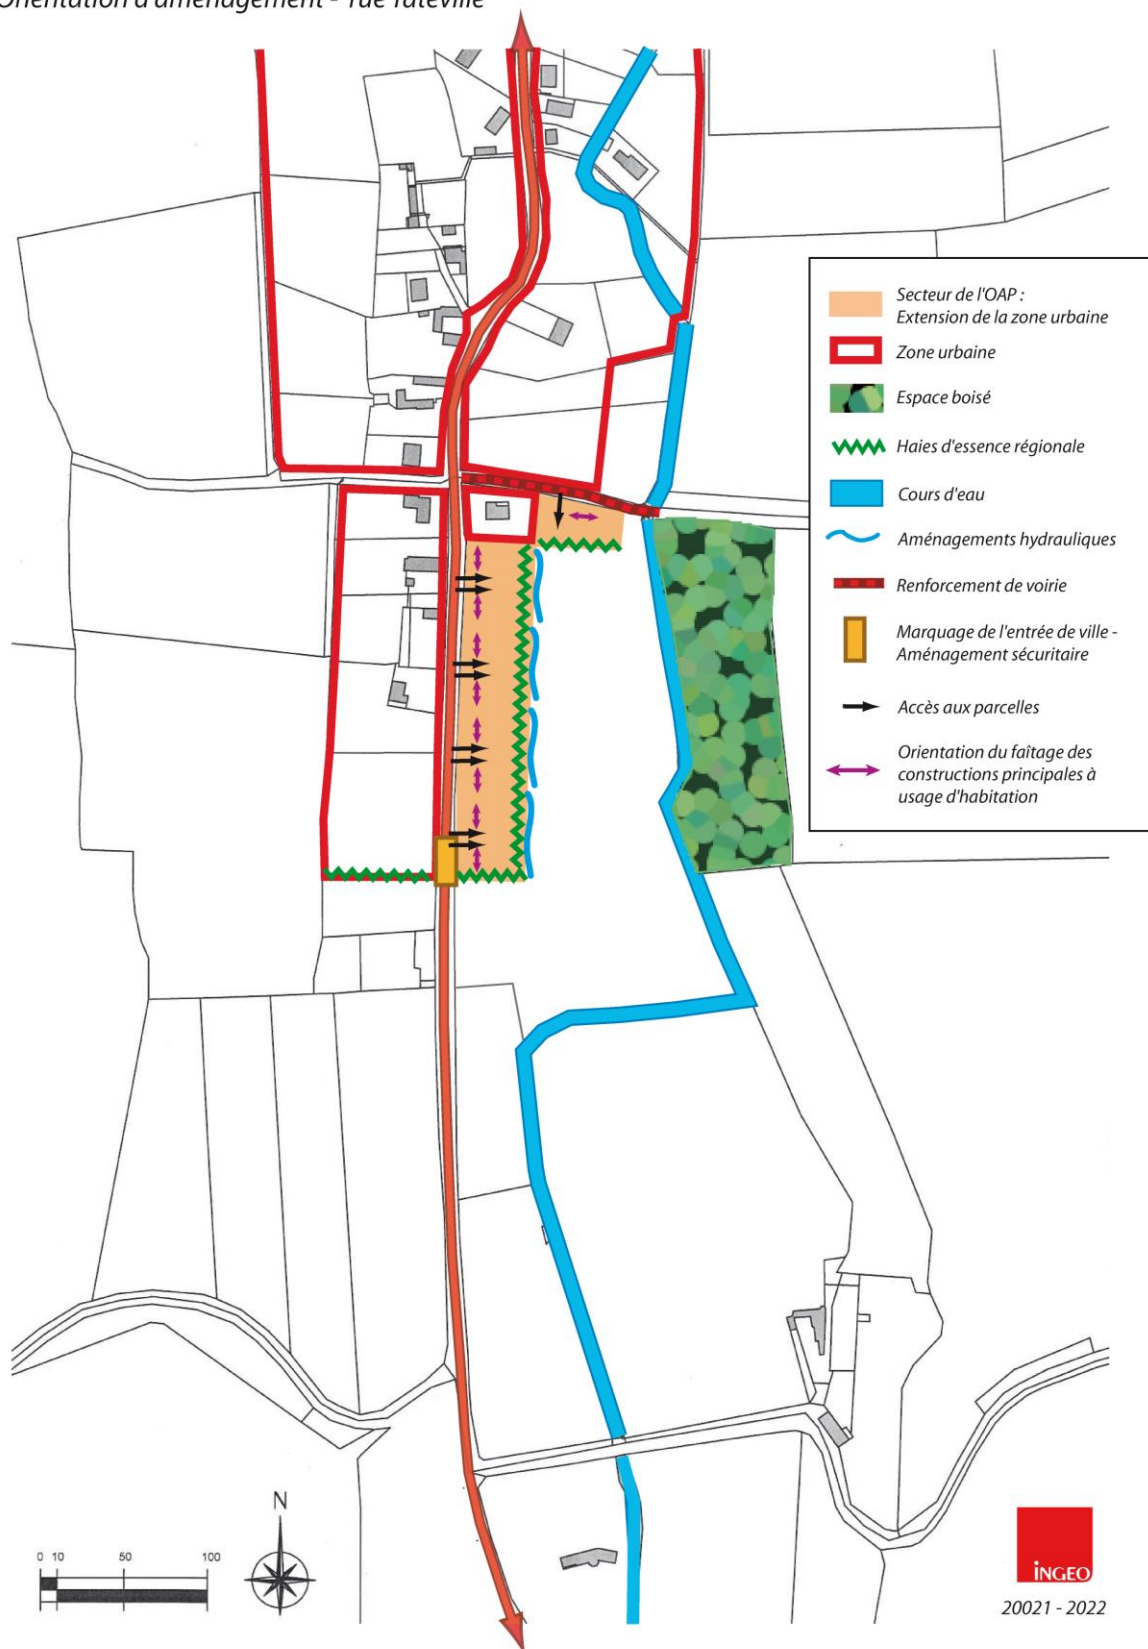 Orientation d'aménagement - rue Tateville
Secteur de l'OAP :
Extension de la zone urbaine
Zone urbaine
Espace boisé
Haies d'essence régionale
Cours d'eau
Aménagements hydrauliques
Renforcement de voirie
Marquage de l'entrée de ville -
Aménagement sécuritaire
Accès aux parcelles
Orientation du faîtage des
constructions principales à
usage d'habitation
N
0 10 50 100
iNGEO
20021 - 2022